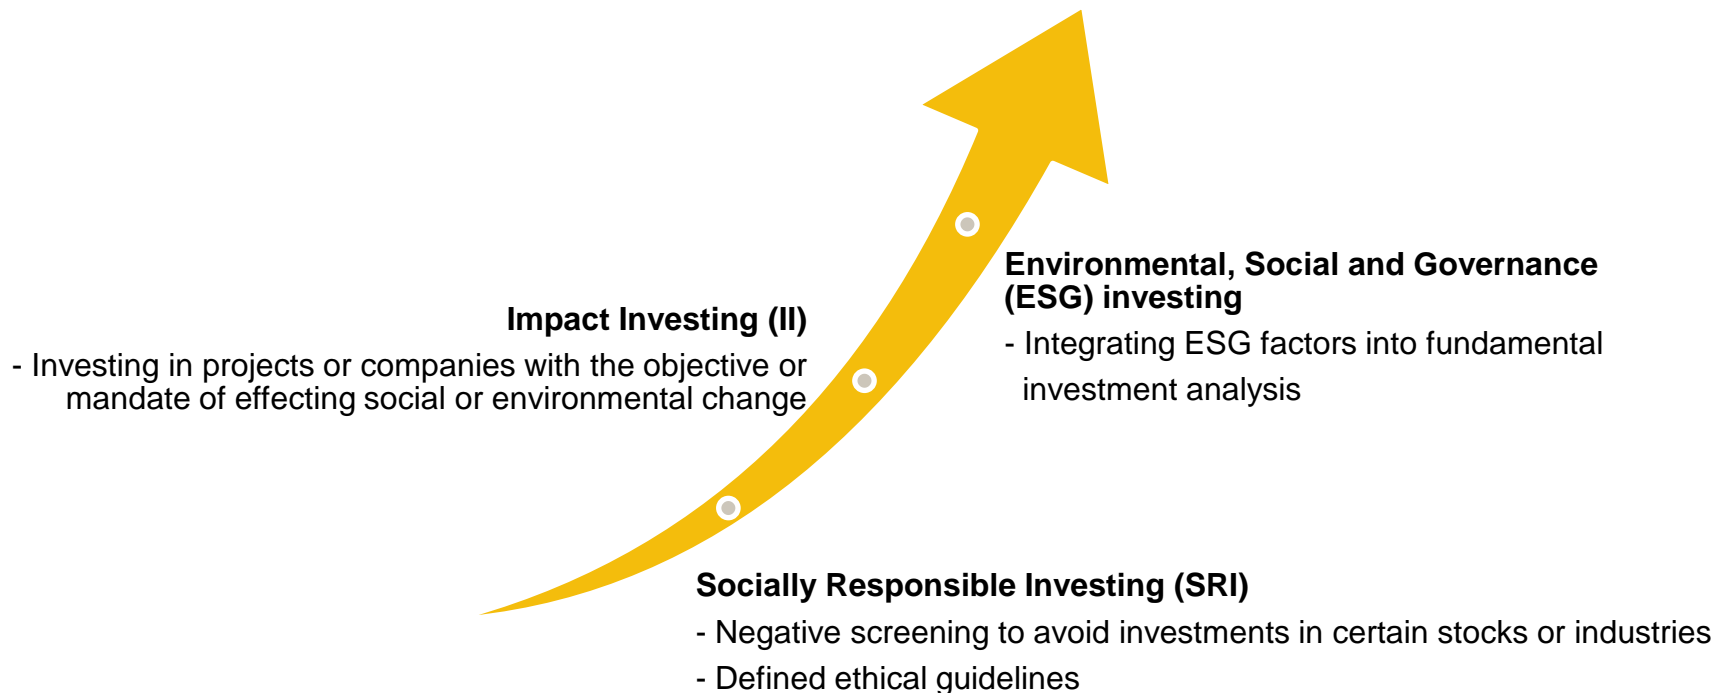 Impact Investing (II)
- Investing in projects or companies with the objective or
mandate of effecting social or environmental change
Environmental, Social and Governance
(ESG) investing
- Integrating ESG factors into fundamental
investment analysis
Socially Responsible Investing (SRI)
- Negative screening to avoid investments in certain stocks or industries
- Defined ethical guidelines